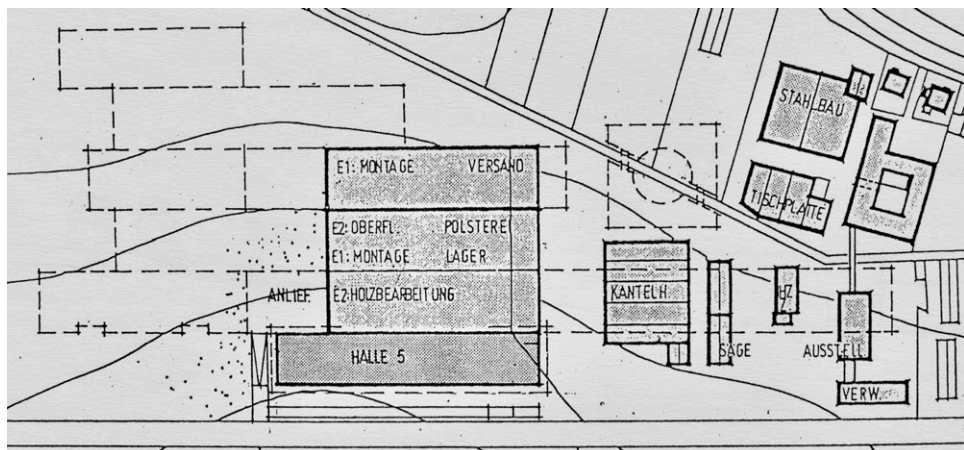 STAHLBAU
E1: MONTAGE VERSAND
TISCHPLATTE
E2: OBERFL. POLSTEREI
E1: MONTAGE LAGER
ANLIEF. E2: HOLZBEARBEITUNG KANTELH. HZ
HALLE 5 SÄGE AUSSTELL.
VERW.